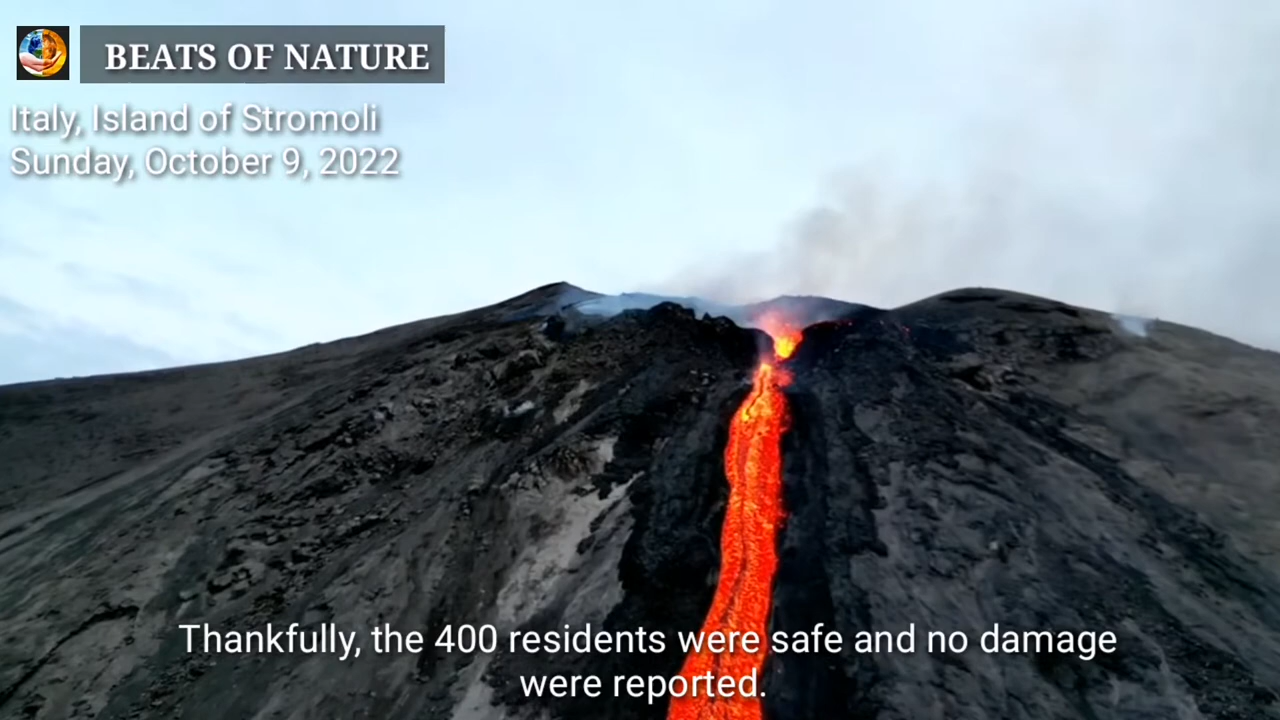 BEATS OF NATURE
Italy, Island of Stromoli
Sunday, October 9, 2022
Thankfully, the 400 residents were safe and no damage
were reported.